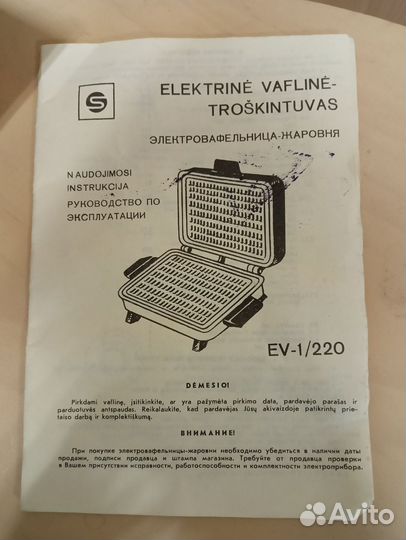 S
ELEKTRINĖ VAFLINĖ-
TROŠKINTUVAS
ЭЛЕКТРОВАФЕЛЬНИЦА-ЖАРОВНЯ
NAUDOJIMOSI
INSTRUKCIJA
РУКОВОДСТВО ПО
ЭКСПЛУАТАЦИИ
EV-1/220
DĖMESIO!
Pirkdami vaflinę, įsitikinkite, ar yra pažymėta pirkimo data, pardavėjo parašas ir
parduotuvės antspaudas. Reikalaukite, kad pardavėjas Jūsų akivaizdoje patikrintų prie-
taiso darbą ir komplektiškumą.
ВНИМАНИЕ!
При покупке электровафельницы-жаровни необходимо убедиться в наличии даты
продажи, подписи продавца и штампа магазина. Требуйте от продавца проверки
в Вашем присутствии исправности, работоспособности и комплектности электроприбора.
Avito